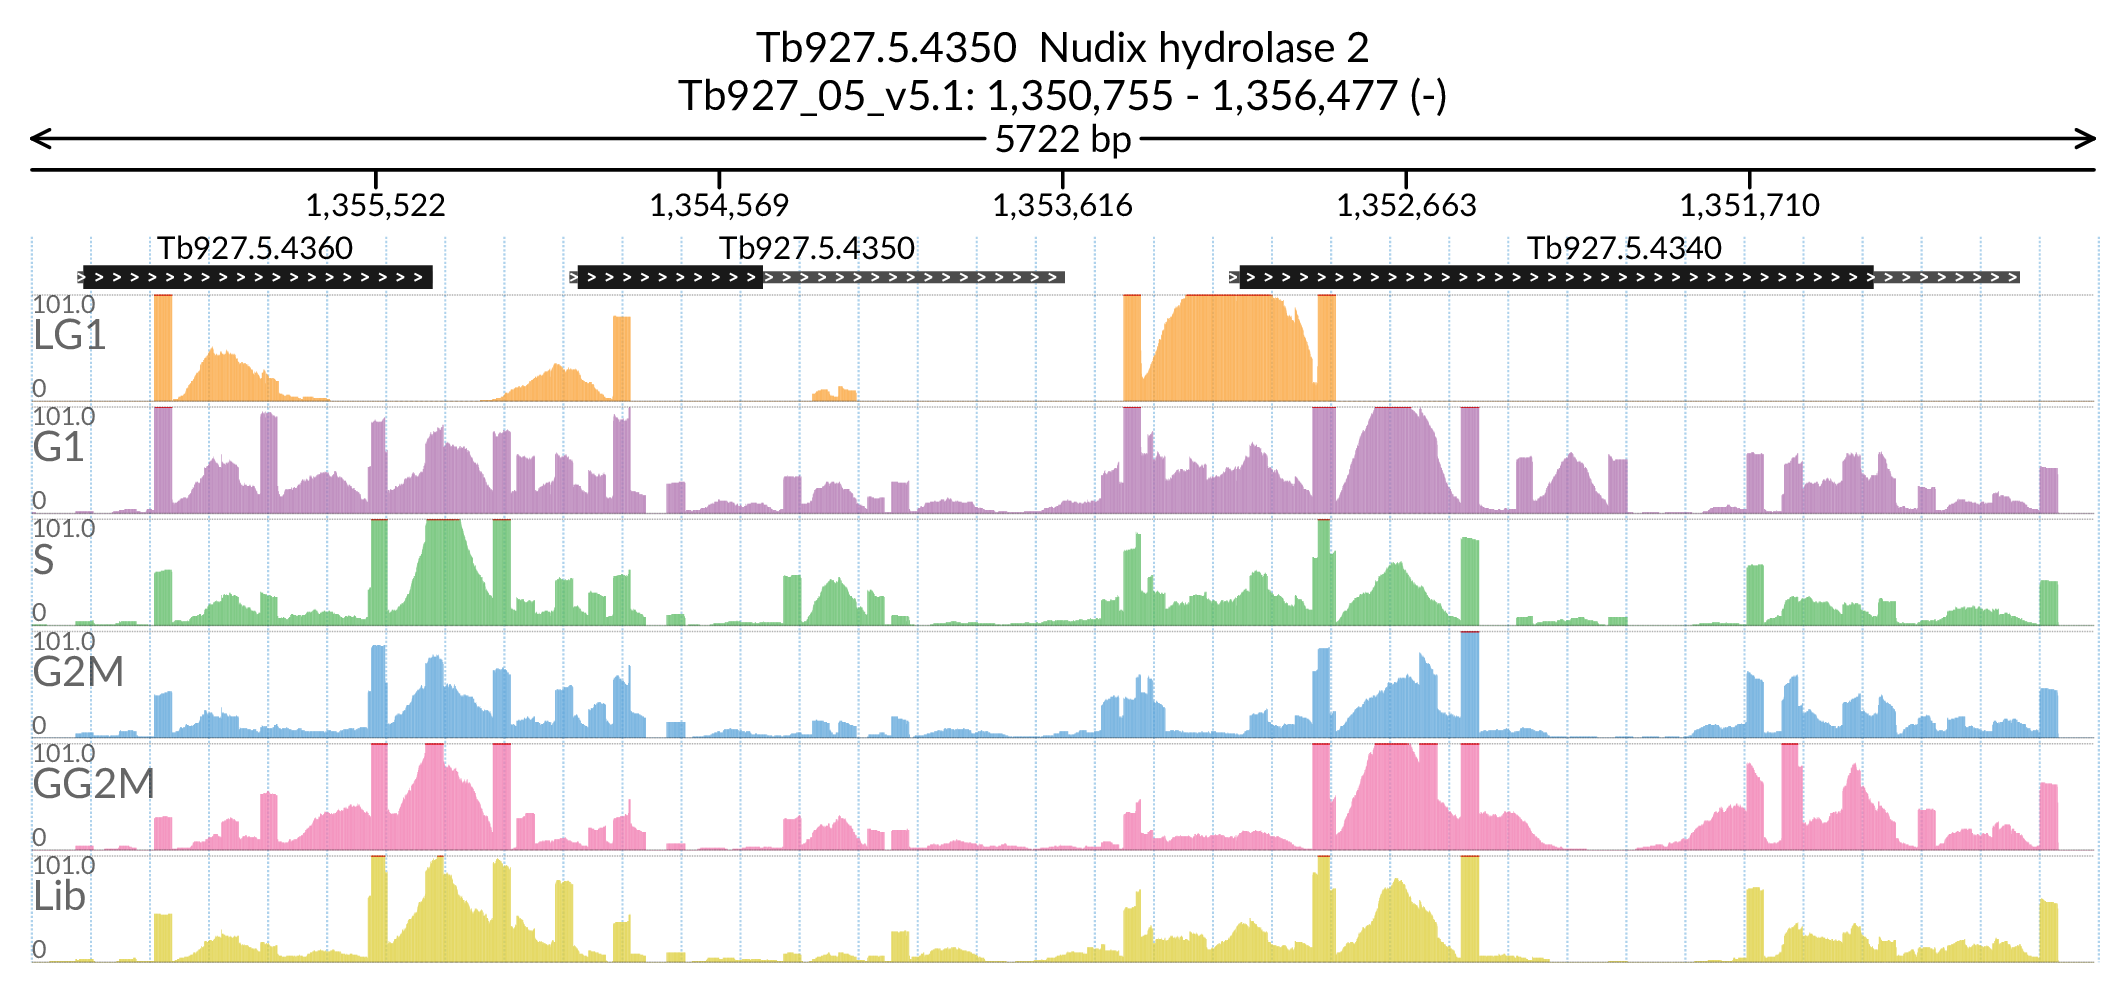 Tb927.5.4350  Nudix hydrolase 2
Tb927_05_v5.1: 1,350,755 - 1,356,477 (-)
5722 bp
1,355,522 1,354,569 1,353,616 1,352,663 1,351,710
Tb927.5.4360 Tb927.5.4350 Tb927.5.4340
101.0
LG1
0
101.0
G1
0
101.0
S
0
101.0
G2M
0
101.0
GG2M
0
101.0
Lib
0